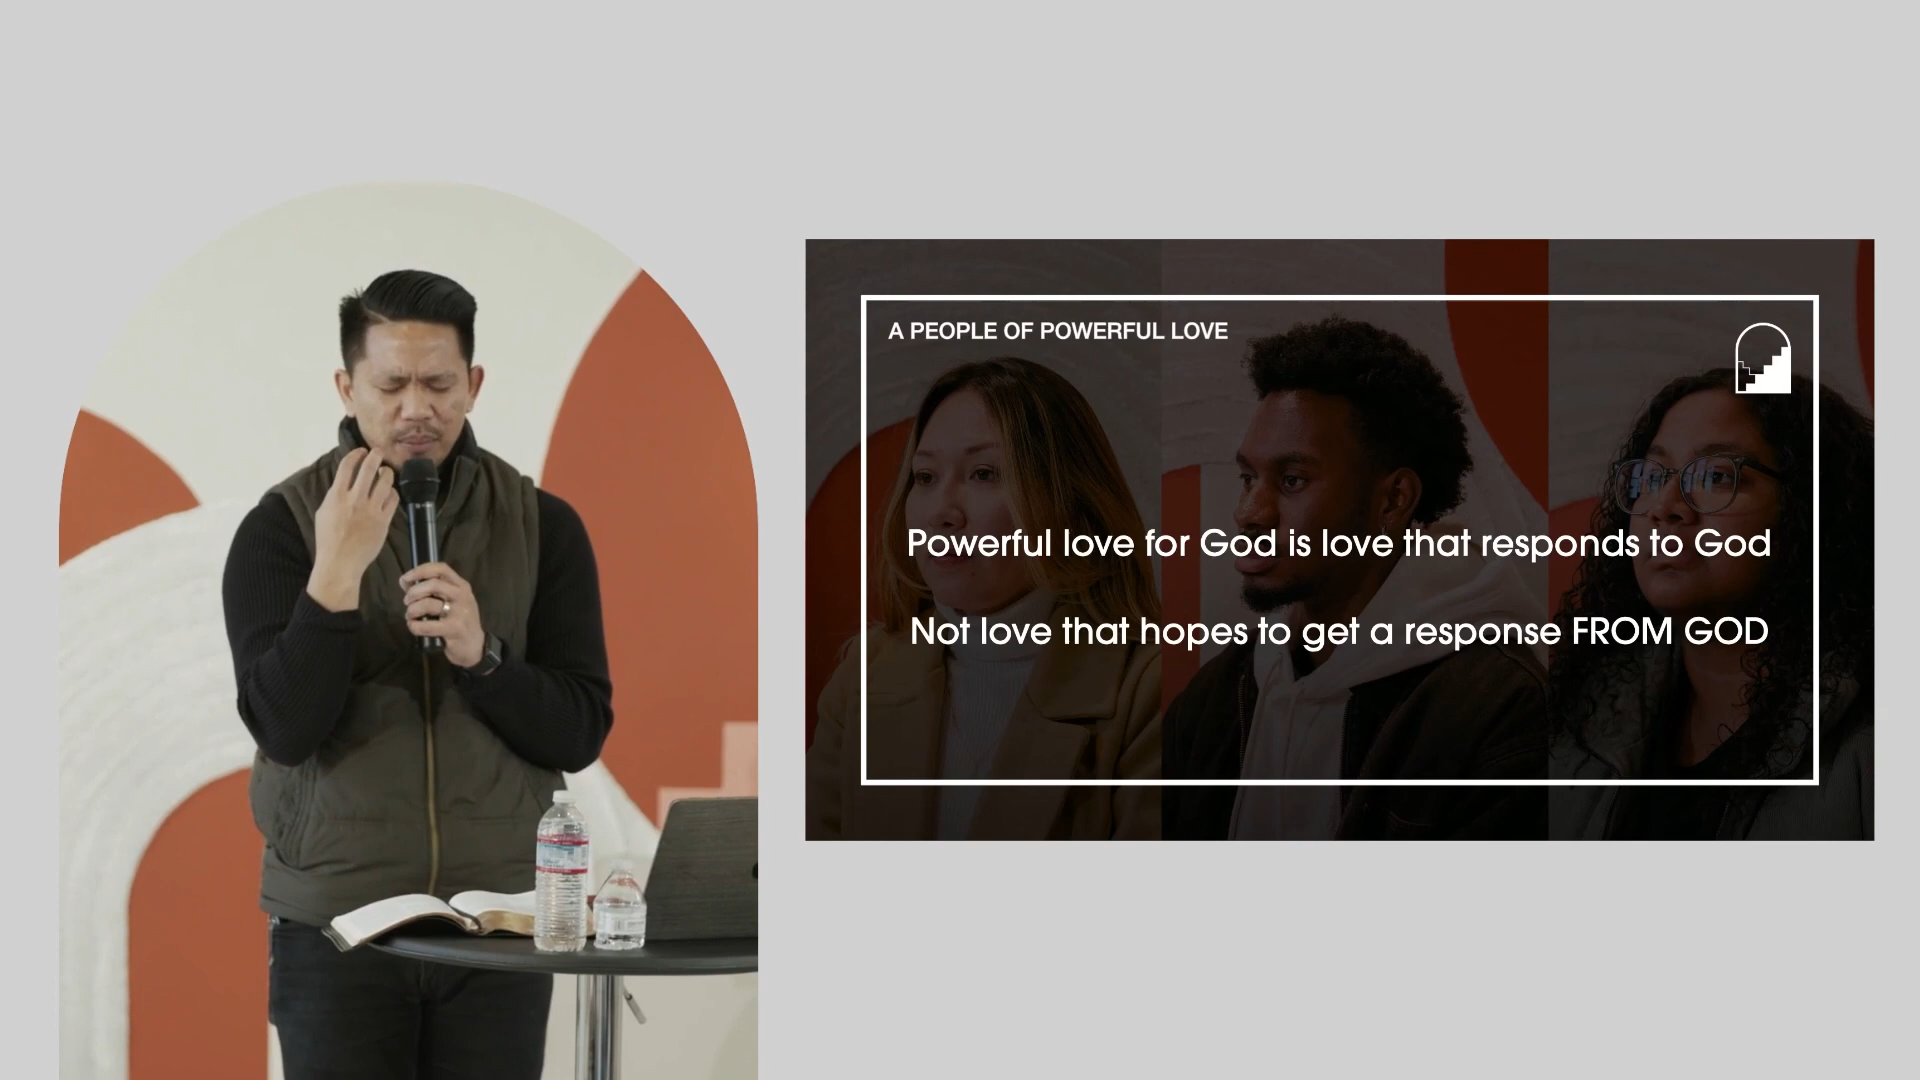 A PEOPLE OF POWERFUL LOVE
Powerful love for God is love that responds to God
Not love that hopes to get a response FROM GOD